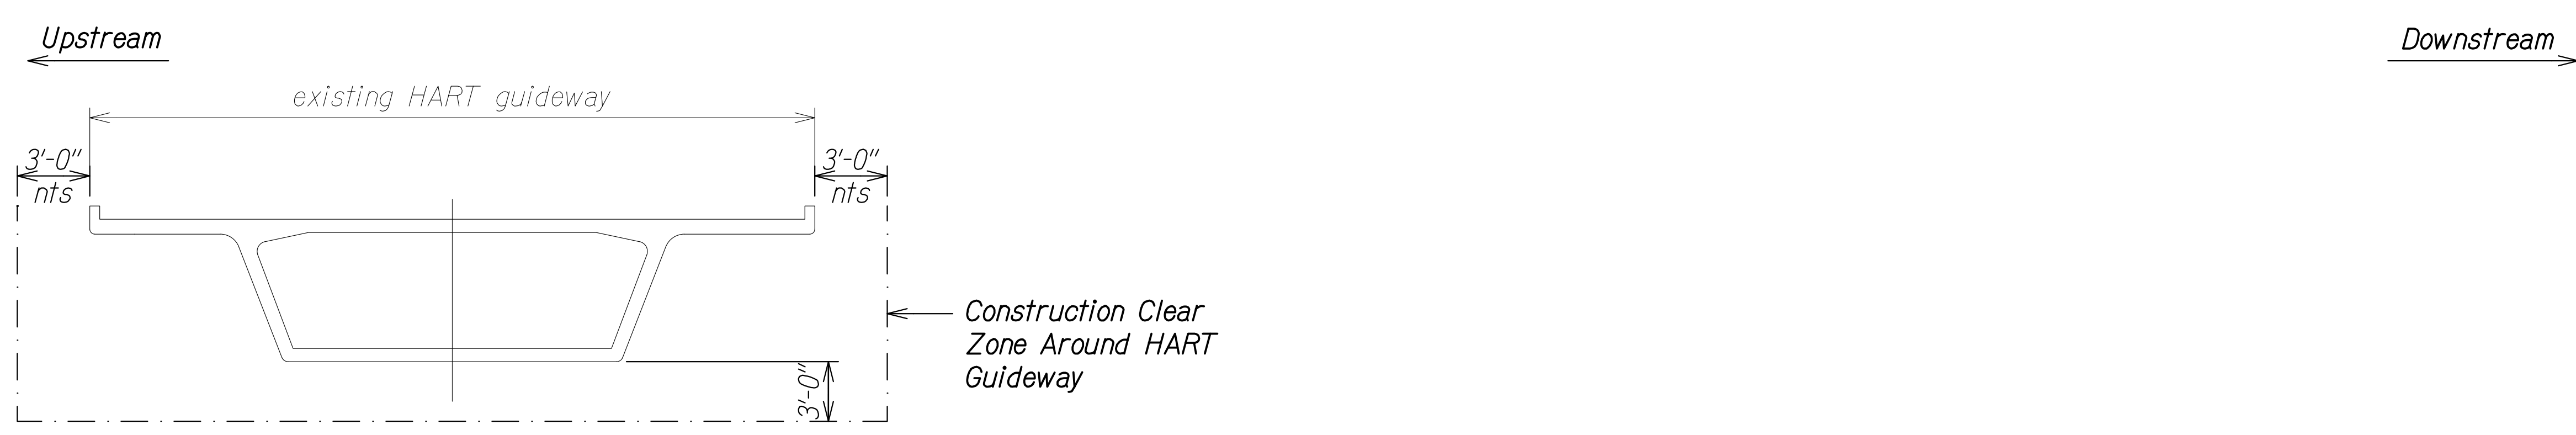 Upstream
Downstream
existing HART guideway
3'-0"
nts
3'-0"
nts
Construction Clear
Zone Around HART
Guideway
3'-0"